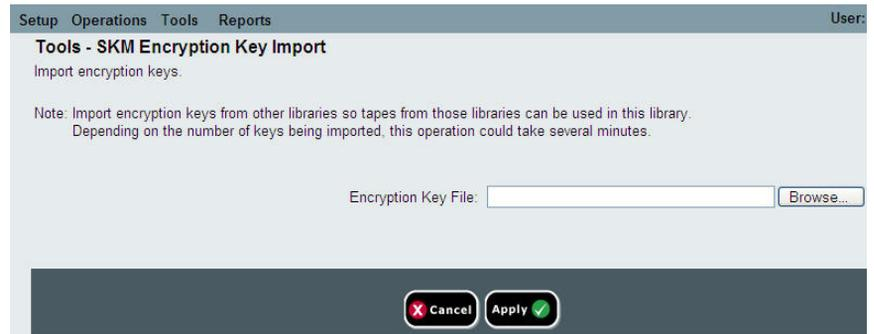 Setup Operations Tools Reports User:
Tools - SKM Encryption Key Import
Import encryption keys.
Note: Import encryption keys from other libraries so tapes from those libraries can be used in this library.
Depending on the number of keys being imported, this operation could take several minutes.
Encryption Key File: Browse...
Cancel Apply